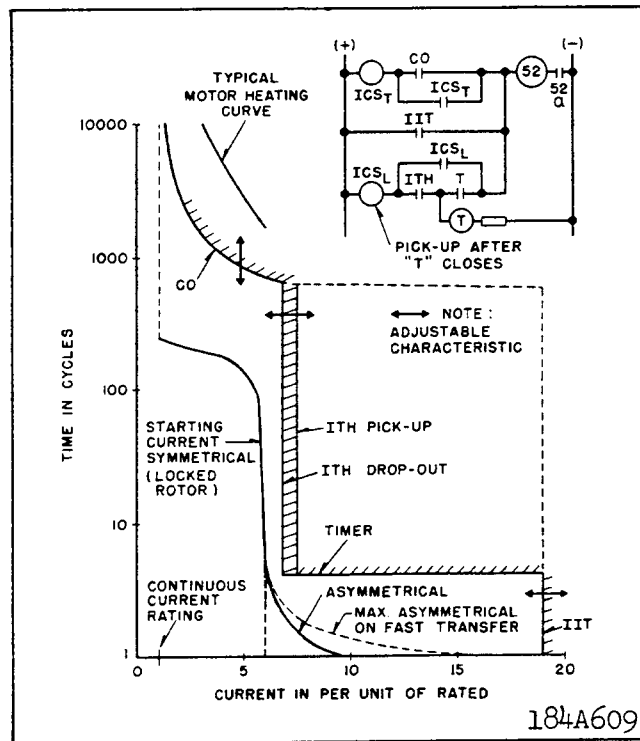 (+)
(-)
CO
52
ICS_T
ICS_T
52
a
IIT
ICS_L
ICS_L
ITH
T
T
PICK-UP AFTER
"T" CLOSES
TYPICAL
MOTOR HEATING
CURVE
CO
NOTE :
ADJUSTABLE
CHARACTERISTIC
ITH PICK-UP
ITH DROP-OUT
STARTING
CURRENT
SYMMETRICAL
(LOCKED
ROTOR)
TIMER
CONTINUOUS
CURRENT
RATING
ASYMMETRICAL
MAX. ASYMMETRICAL
ON FAST TRANSFER
IIT
TIME IN CYCLES
10000
1000
100
10
1
0
5
10
15
20
CURRENT IN PER UNIT OF RATED
184A609